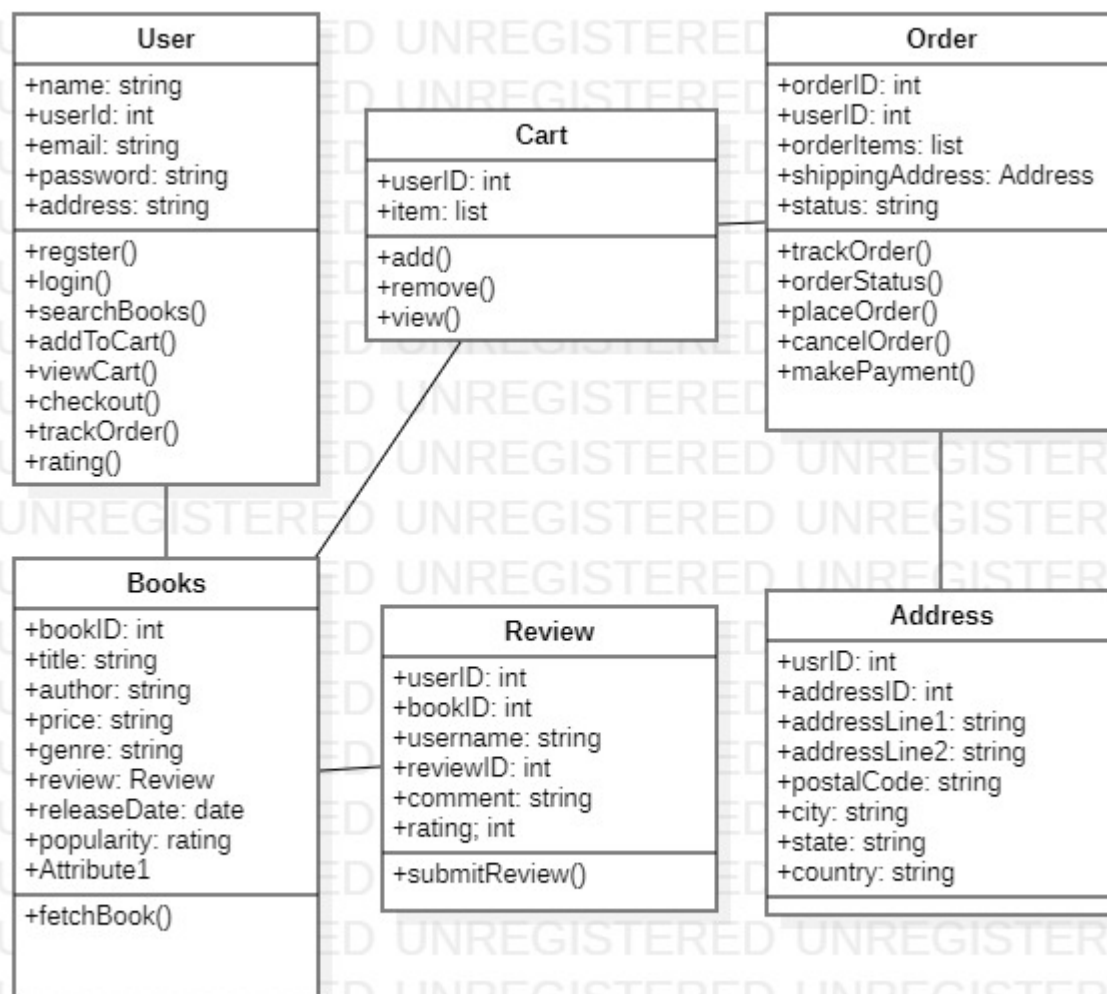 User
+name: string
+userId: int
+email: string
+password: string
+address: string
+regster()
+login()
+searchBooks()
+addToCart()
+viewCart()
+checkout()
+trackOrder()
+rating()
Cart
+userID: int
+item: list
+add()
+remove()
+view()
Order
+orderID: int
+userID: int
+orderItems: list
+shippingAddress: Address
+status: string
+trackOrder()
+orderStatus()
+placeOrder()
+cancelOrder()
+makePayment()
Books
+bookID: int
+title: string
+author: string
+price: string
+genre: string
+review: Review
+releaseDate: date
+popularity: rating
+Attribute1
+fetchBook()
Review
+userID: int
+bookID: int
+username: string
+reviewID: int
+comment: string
+rating; int
+submitReview()
Address
+usrID: int
+addressID: int
+addressLine1: string
+addressLine2: string
+postalCode: string
+city: string
+state: string
+country: string
UNREGISTERED UNREGISTERED UNREGISTER